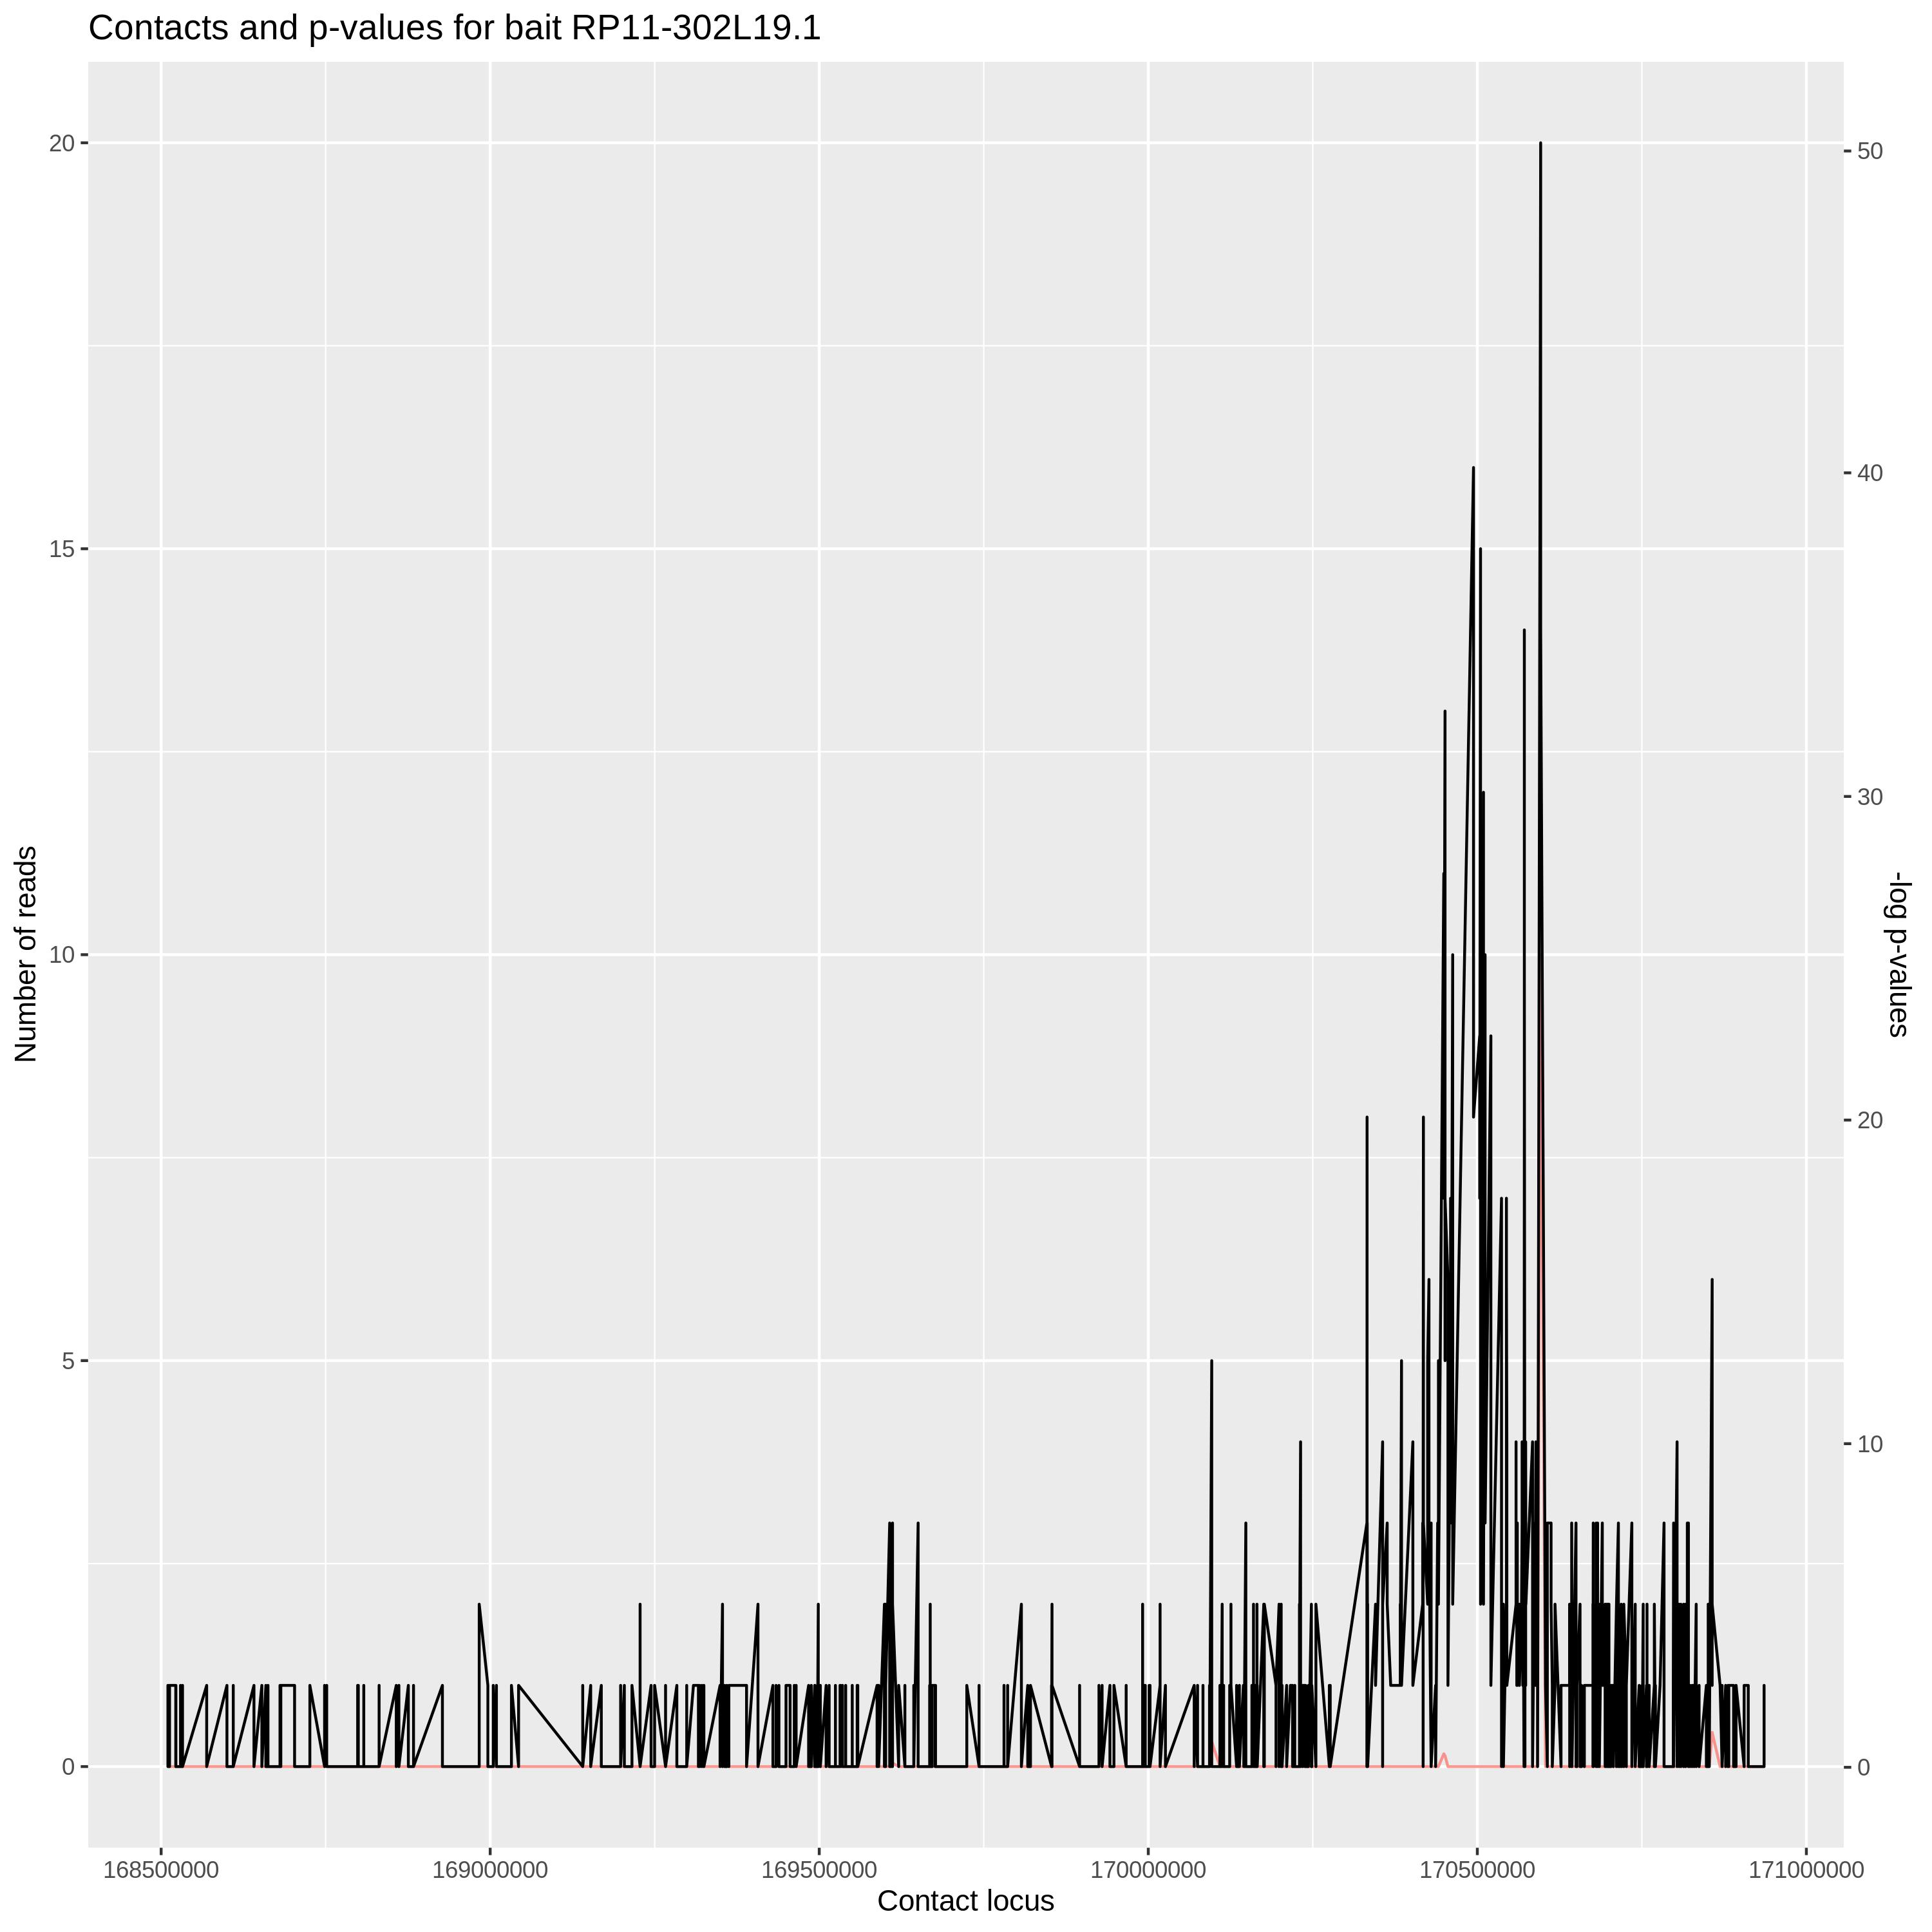 Contacts and p-values for bait RP11-302L19.1
20
15
10
5
0
Number of reads
50
40
30
20
10
0
-log p-values
168500000 169000000 169500000 170000000 170500000 171000000
Contact locus